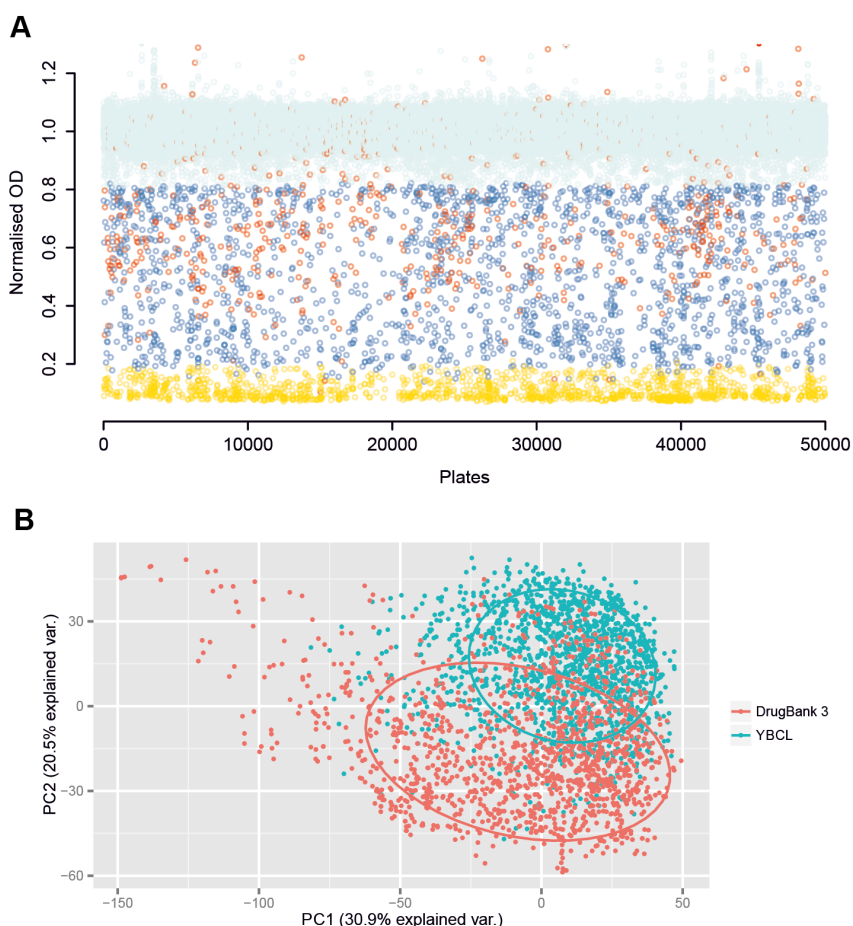 A
Normalised OD
1.2
1.0
0.8
0.6
0.4
0.2
0 10000 20000 30000 40000 50000
Plates
B
PC2 (20.5% explained var.)
30
0
−30
−60
−150 −100 −50 0 50
PC1 (30.9% explained var.)
DrugBank 3
YBCL